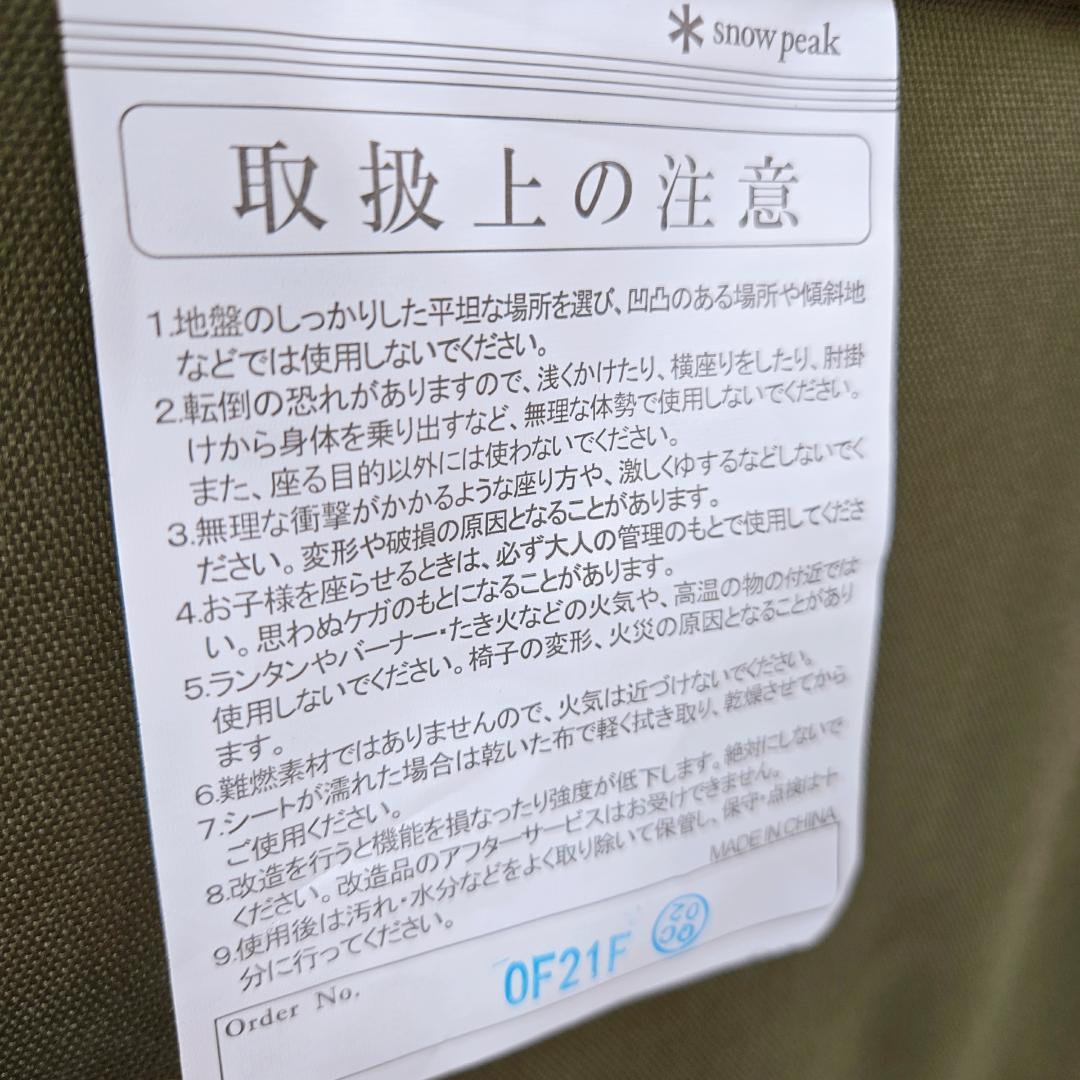 snow peak
取扱上の注意
1.地盤のしっかりした平坦な場所を選び、凹凸のある場所や傾斜地
などでは使用しないでください。
2.転倒の恐れがありますので、浅くかけたり、横座りをしたり、肘掛
けから身体を乗り出すなど、無理な体勢で使用しないでください。
また、座る目的以外には使わないでください。
3.無理な衝撃がかかるような座り方や、激しくゆするなどしないでく
ださい。変形や破損の原因となることがあります。
4.お子様を座らせるときは、必ず大人の管理のもとで使用してくださ
い。思わぬケガのもとになることがあります。
5.ランタンやバーナー・たき火などの火気や、高温の物の付近では
使用しないでください。椅子の変形、火災の原因となることがあり
ます。
6.難燃素材ではありませんので、火気は近づけないでください。
7.シートが濡れた場合は乾いた布で軽く拭き取り、乾燥させてから
ご使用ください。
8.改造を行うと機能を損なったり強度が低下します。絶対にしないで
ください。改造品のアフターサービスはお受けできません。
9.使用後は汚れ・水分などをよく取り除いて保管し、保守・点検は十
分に行ってください。
MADE IN CHINA
Order No.
0F21F
QC
02